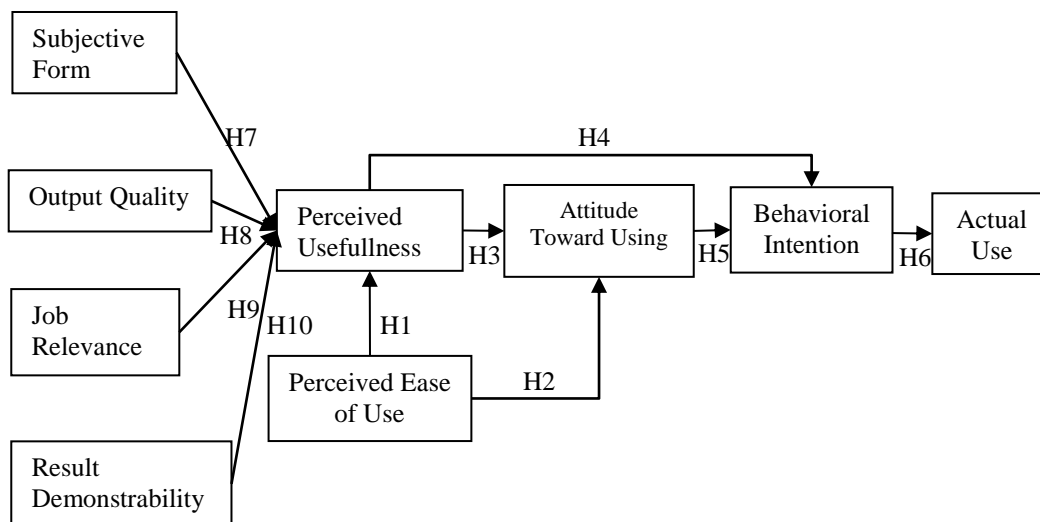 Subjective
Form
H7
H4
Output Quality
H8
Perceived
Usefullness
H3
Attitude
Toward Using
H5
Behavioral
Intention
H6
Actual
Use
Job
Relevance
H9
H10
H1
Perceived Ease
of Use
H2
Result
Demonstrability